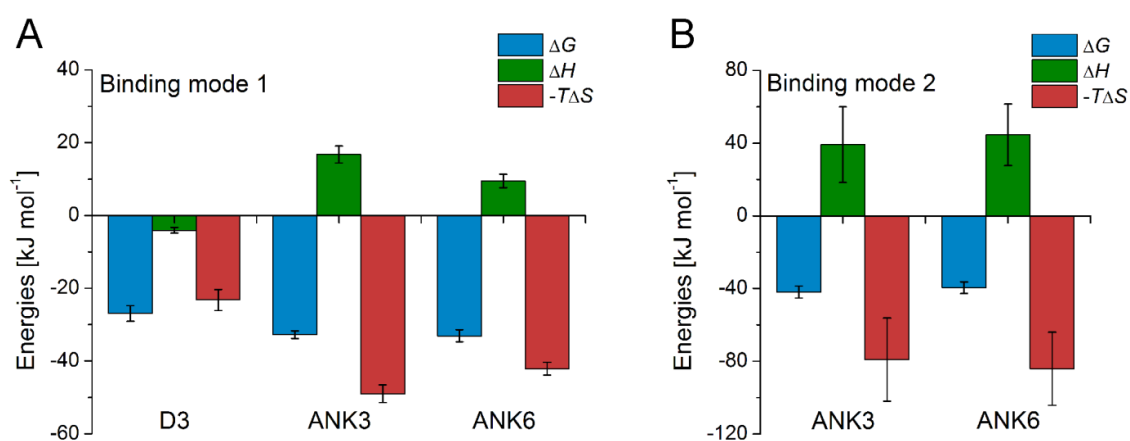 A
ΔG
ΔH
-TΔS
Binding mode 1
Energies [kJ mol⁻¹]
40
20
0
-20
-40
-60
D3 ANK3 ANK6
B
ΔG
ΔH
-TΔS
Binding mode 2
Energies [kJ mol⁻¹]
80
40
0
-40
-80
-120
ANK3 ANK6